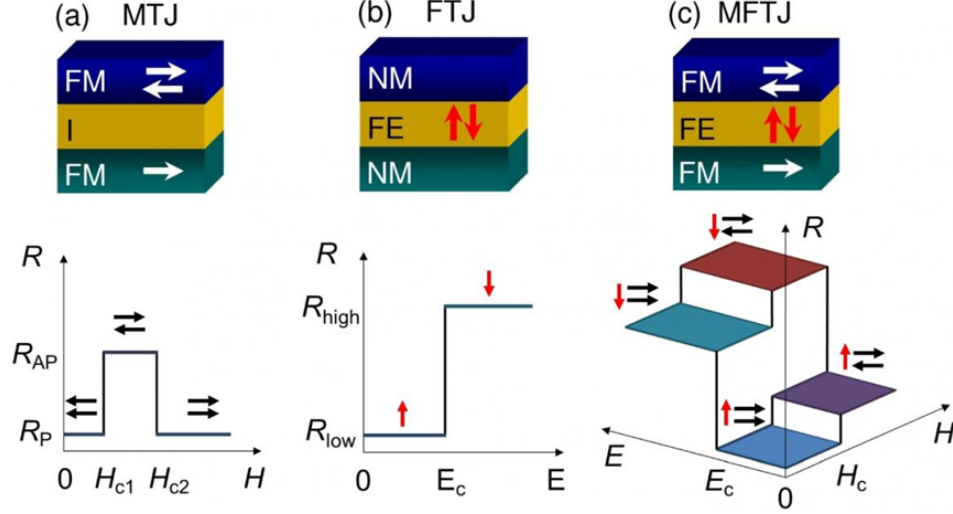 (a) MTJ
FM
I
FM
R
R_AP
R_P
0
H_c1
H_c2
H
(b) FTJ
NM
FE
NM
R
R_high
R_low
0
E_c
E
(c) MFTJ
FM
FE
FM
R
E
E_c
0
H_c
H